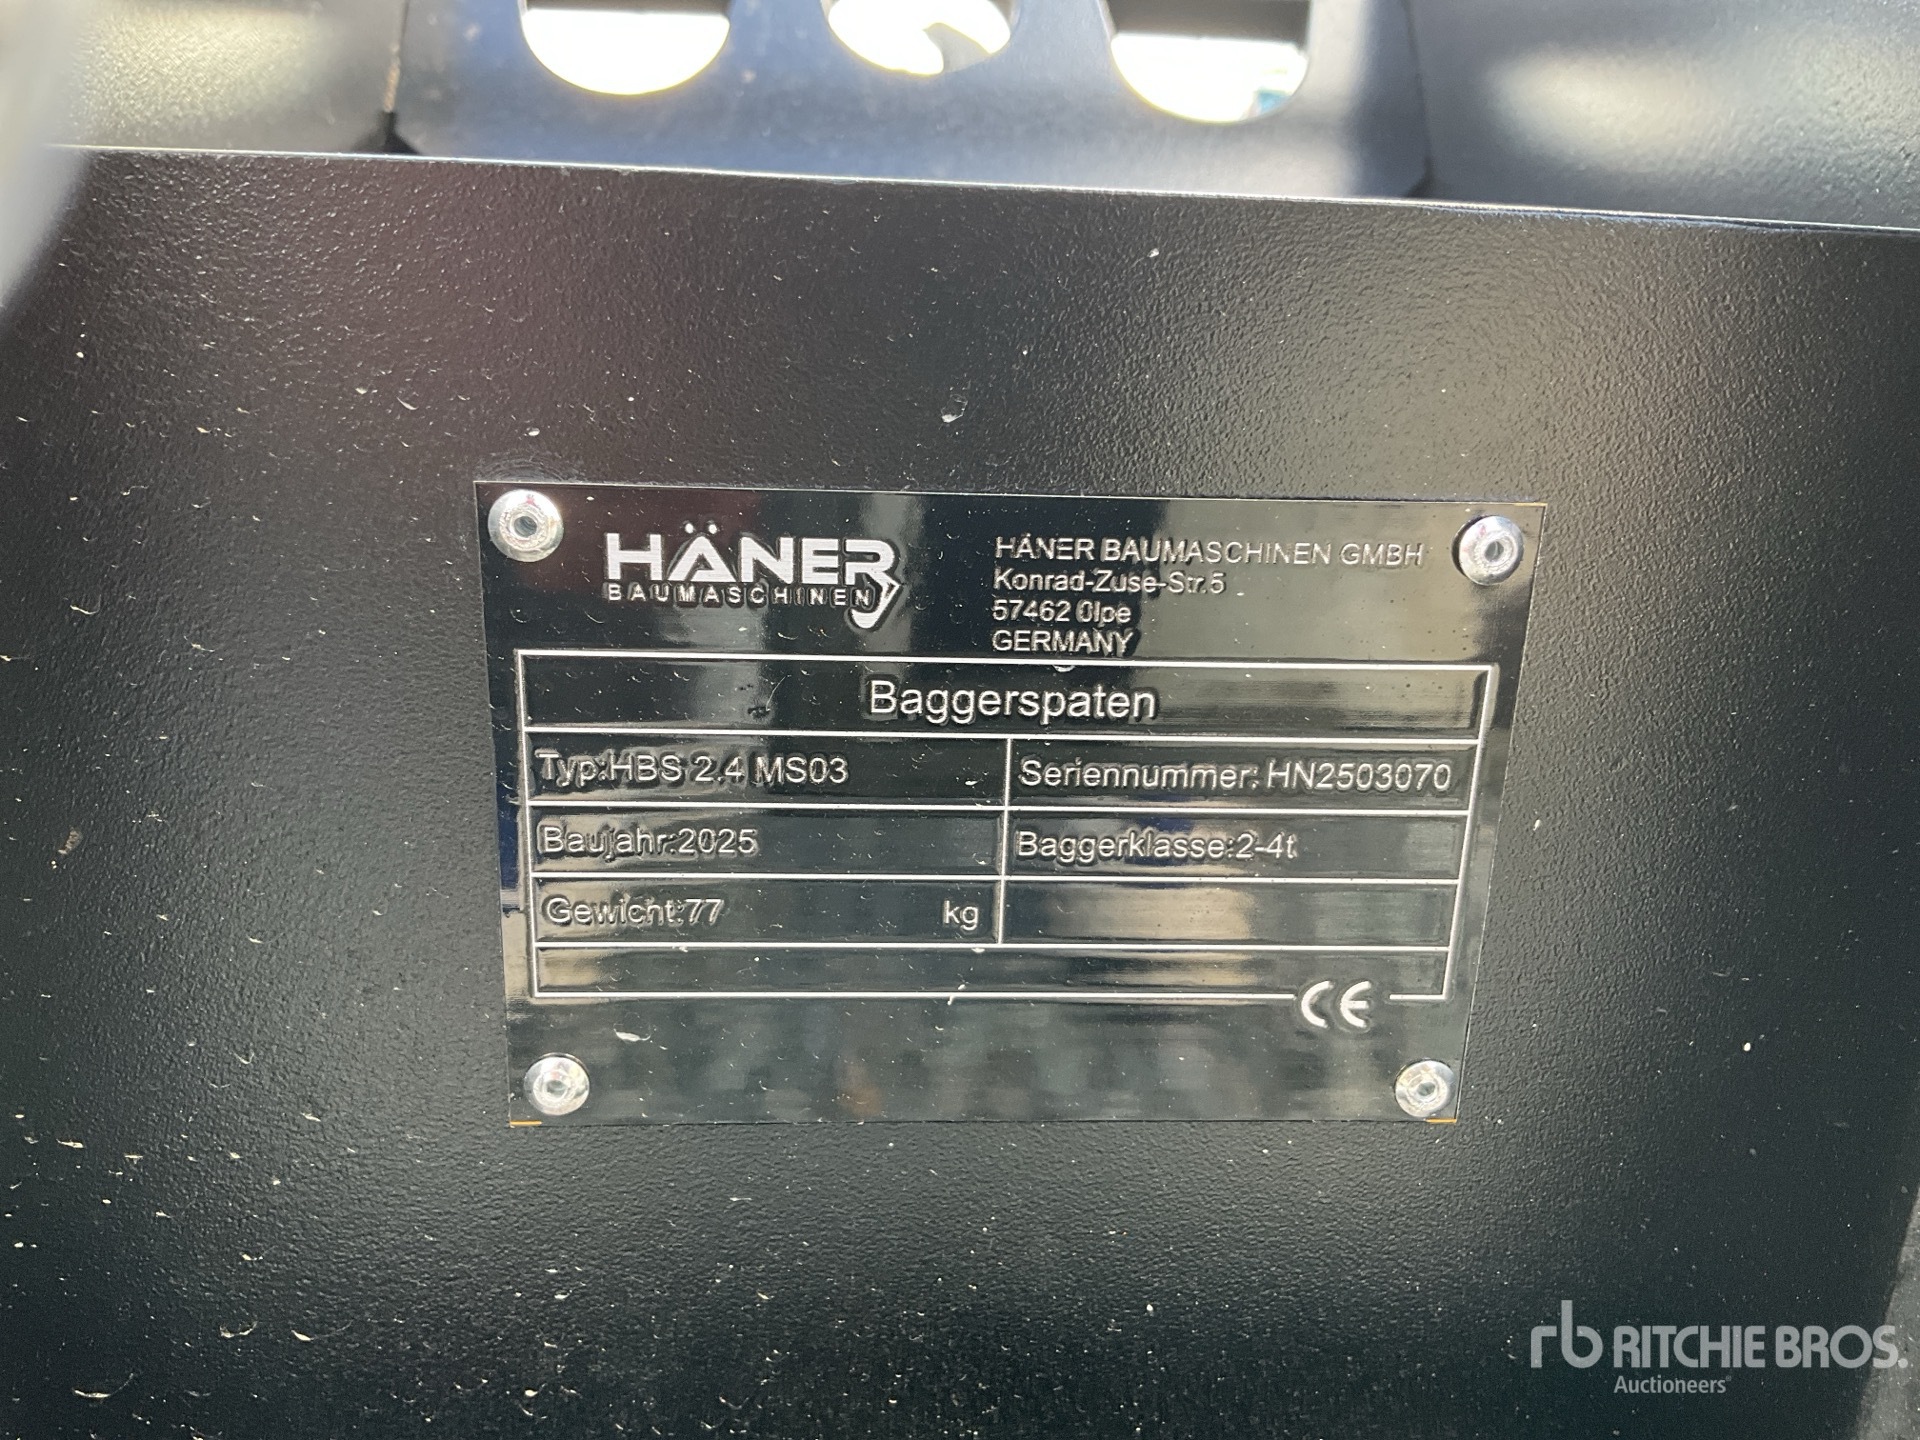 HÄNER
BAUMASCHINEN
HÄNER BAUMASCHINEN GMBH
Konrad-Zuse-Str.5
57462 Olpe
GERMANY
Baggerspaten
Typ:HBS 2.4 MS03
Seriennummer: HN2503070
Baujahr:2025
Baggerklasse:2-4t
Gewicht:77 kg
CE
rb RITCHIE BROS.
Auctioneers